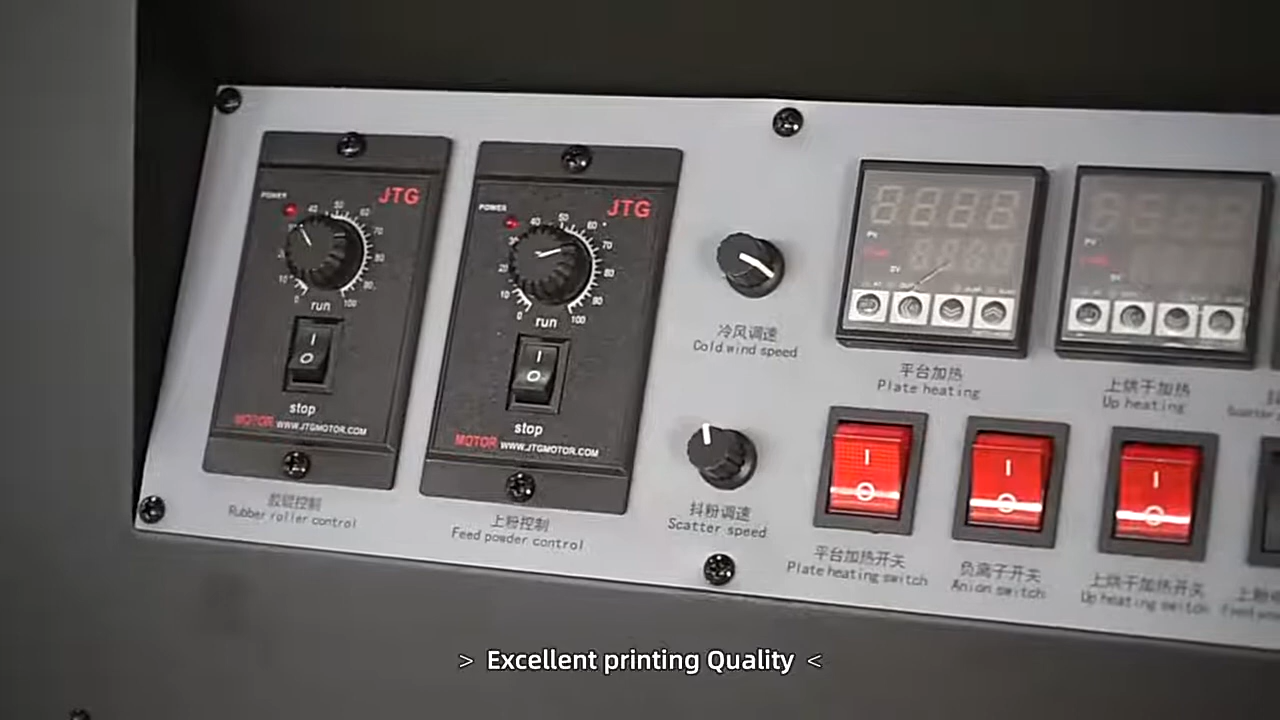 POWER
JTG
10
20
30
40
50
60
70
80
90
0
100
run
I
O
stop
MOTOR WWW.JTGMOTOR.COM
胶辊控制
Rubber roller control
POWER
JTG
10
20
30
40
50
60
70
80
90
0
100
run
I
O
stop
MOTOR WWW.JTGMOTOR.COM
上粉控制
Feed powder control
冷风调速
Cold wind speed
抖粉调速
Scatter speed
PV
SV
平台加热
Plate heating
PV
SV
上烘干加热
Up heating
I
O
平台加热开关
Plate heating switch
I
O
负离子开关
Anion switch
I
O
上烘干加热开关
Up heating switch
> Excellent printing Quality <